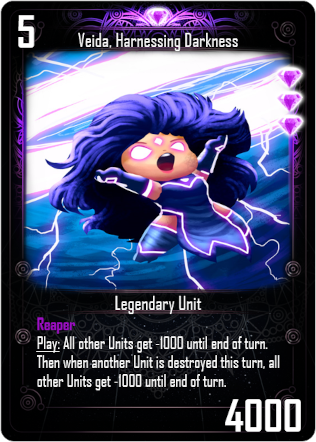 5
Veida, Harnessing Darkness
Legendary Unit
Reaper
Play: All other Units get -1000 until end of turn.
Then when another Unit is destroyed this turn, all
other Units get -1000 until end of turn.
4000